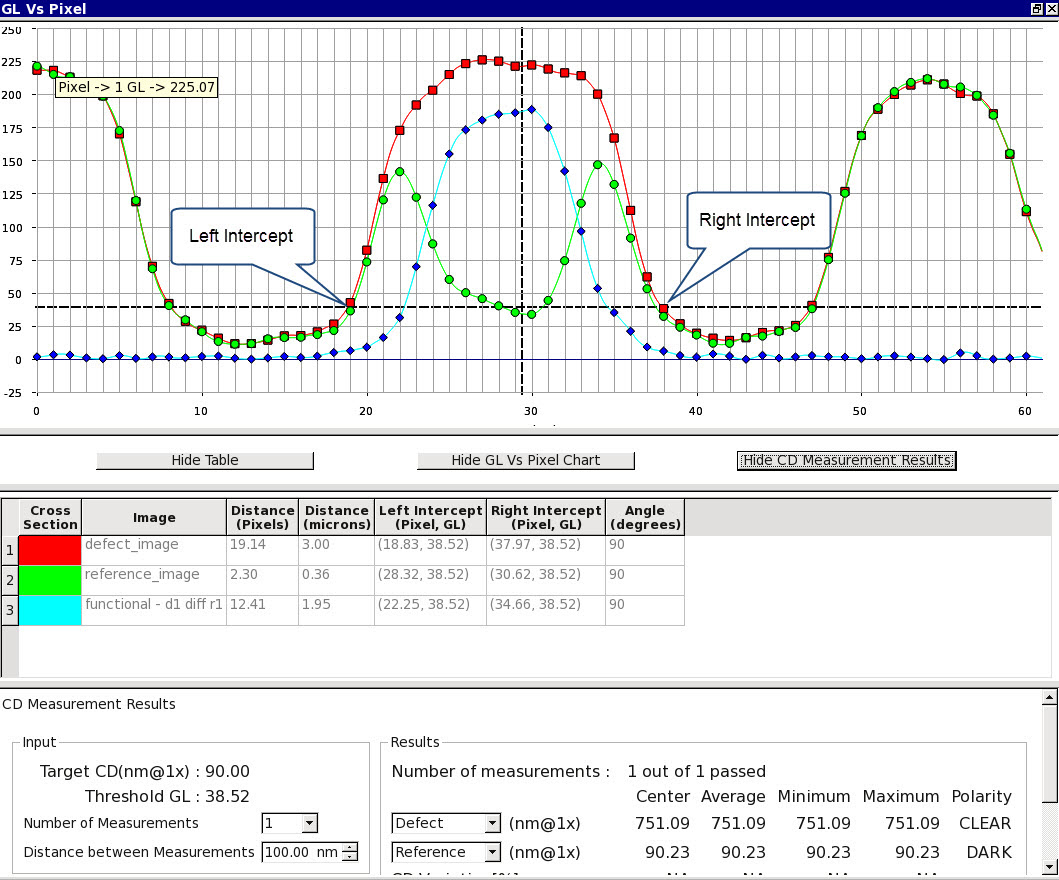 GL Vs Pixel
250
225
200
175
150
125
100
75
50
25
0
-25
Pixel -> 1 GL -> 225.07
Left Intercept
Right Intercept
0 10 20 30 40 50 60
Hide Table Hide GL Vs Pixel Chart Hide CD Measurement Results
Cross Section Image Distance (Pixels) Distance (microns) Left Intercept (Pixel, GL) Right Intercept (Pixel, GL) Angle (degrees)
1 defect_image 19.14 3.00 (18.83, 38.52) (37.97, 38.52) 90
2 reference_image 2.30 0.36 (28.32, 38.52) (30.62, 38.52) 90
3 functional - d1 diff r1 12.41 1.95 (22.25, 38.52) (34.66, 38.52) 90
CD Measurement Results
Input
Target CD(nm@1x) : 90.00
Threshold GL : 38.52
Number of Measurements 1
Distance between Measurements 100.00 nm
Results
Number of measurements : 1 out of 1 passed
Center Average Minimum Maximum Polarity
Defect (nm@1x) 751.09 751.09 751.09 751.09 CLEAR
Reference (nm@1x) 90.23 90.23 90.23 90.23 DARK